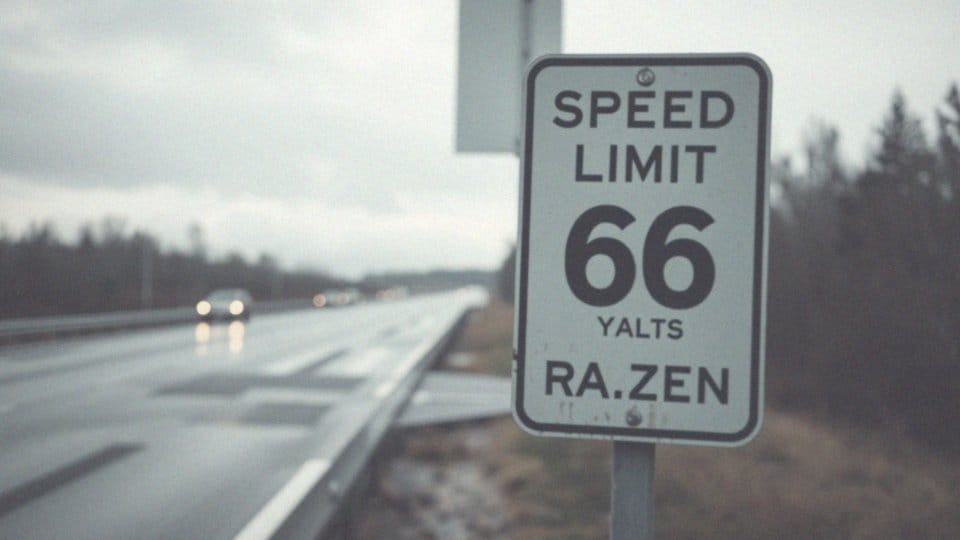 SPEED
LIMIT
66
YALTS
RA.ZEN